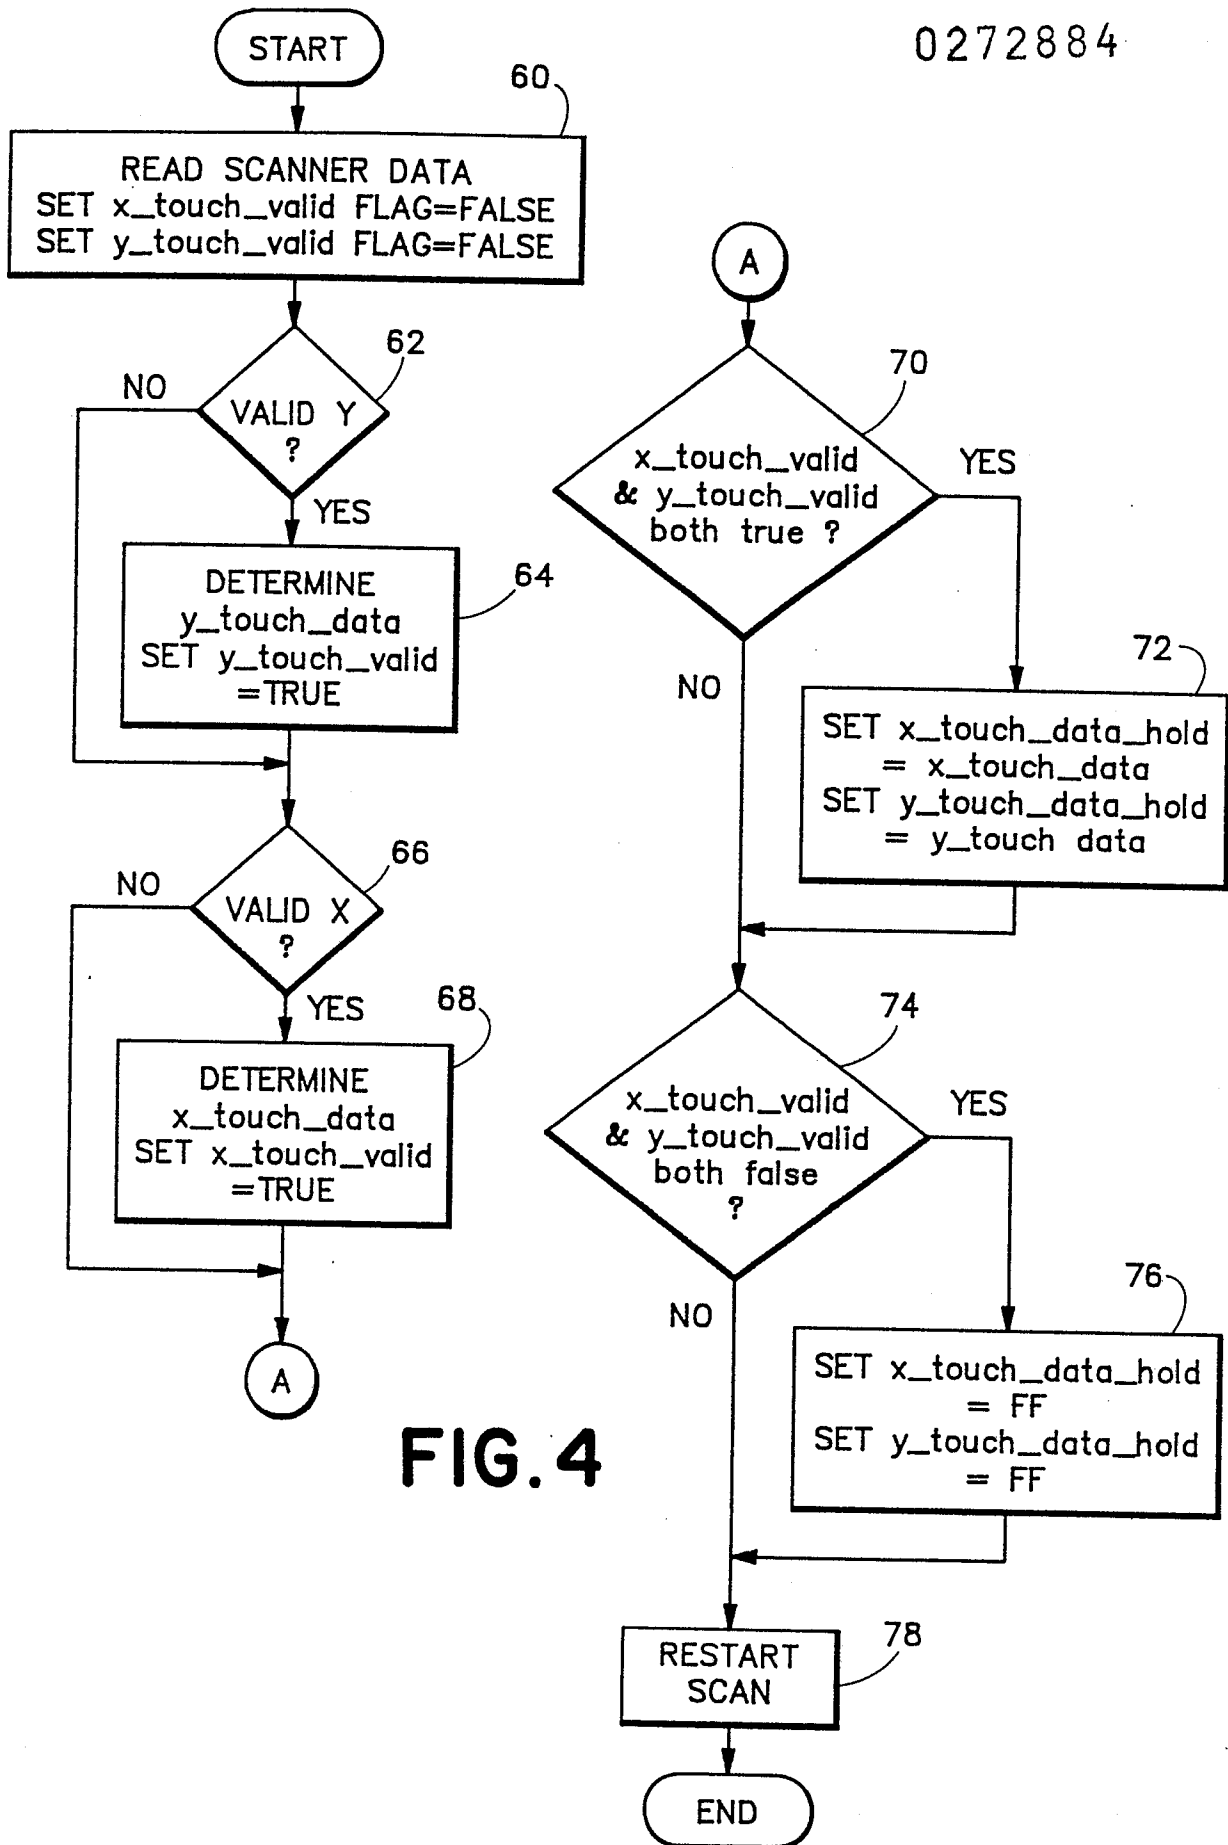 0272884
START
60
READ SCANNER DATA
SET x_touch_valid FLAG=FALSE
SET y_touch_valid FLAG=FALSE
62
NO
VALID Y
?
YES
64
DETERMINE
y_touch_data
SET y_touch_valid
=TRUE
66
NO
VALID X
?
YES
68
DETERMINE
x_touch_data
SET x_touch_valid
=TRUE
A
A
70
x_touch_valid
& y_touch_valid
both true ?
YES
NO
72
SET x_touch_data_hold
= x_touch_data
SET y_touch_data_hold
= y_touch data
74
x_touch_valid
& y_touch_valid
both false
?
YES
NO
76
SET x_touch_data_hold
= FF
SET y_touch_data_hold
= FF
78
RESTART
SCAN
END
FIG. 4